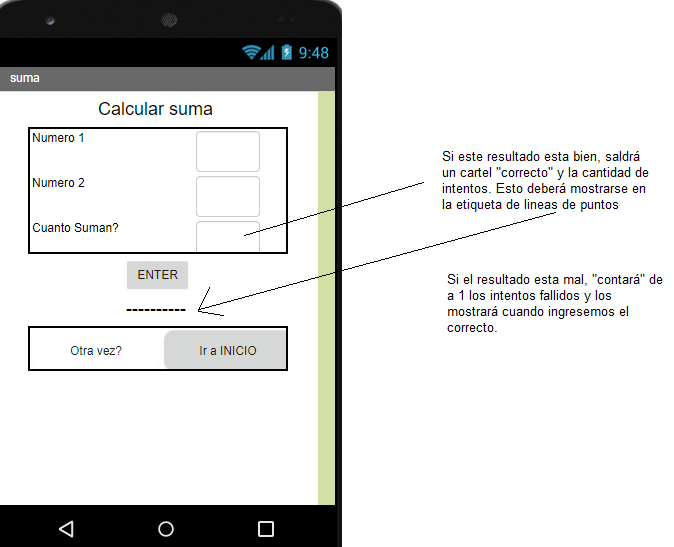 9:48
suma
Calcular suma
Numero 1
Numero 2
Cuanto Suman?
ENTER
----------
Otra vez?
Ir a INICIO
Si este resultado esta bien, saldrá
un cartel "correcto" y la cantidad de
intentos. Esto deberá mostrarse en
la etiqueta de lineas de puntos
Si el resultado esta mal, "contará" de
a 1 los intentos fallidos y los
mostrará cuando ingresemos el
correcto.